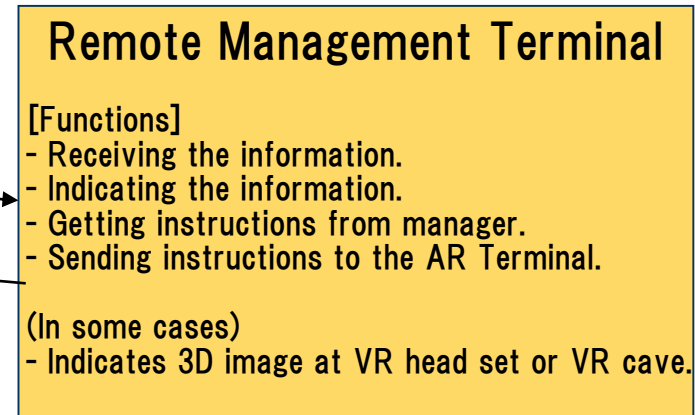 Remote Management Terminal
[Functions]
- Receiving the information.
- Indicating the information.
- Getting instructions from manager.
- Sending instructions to the AR Terminal.
(In some cases)
- Indicates 3D image at VR head set or VR cave.